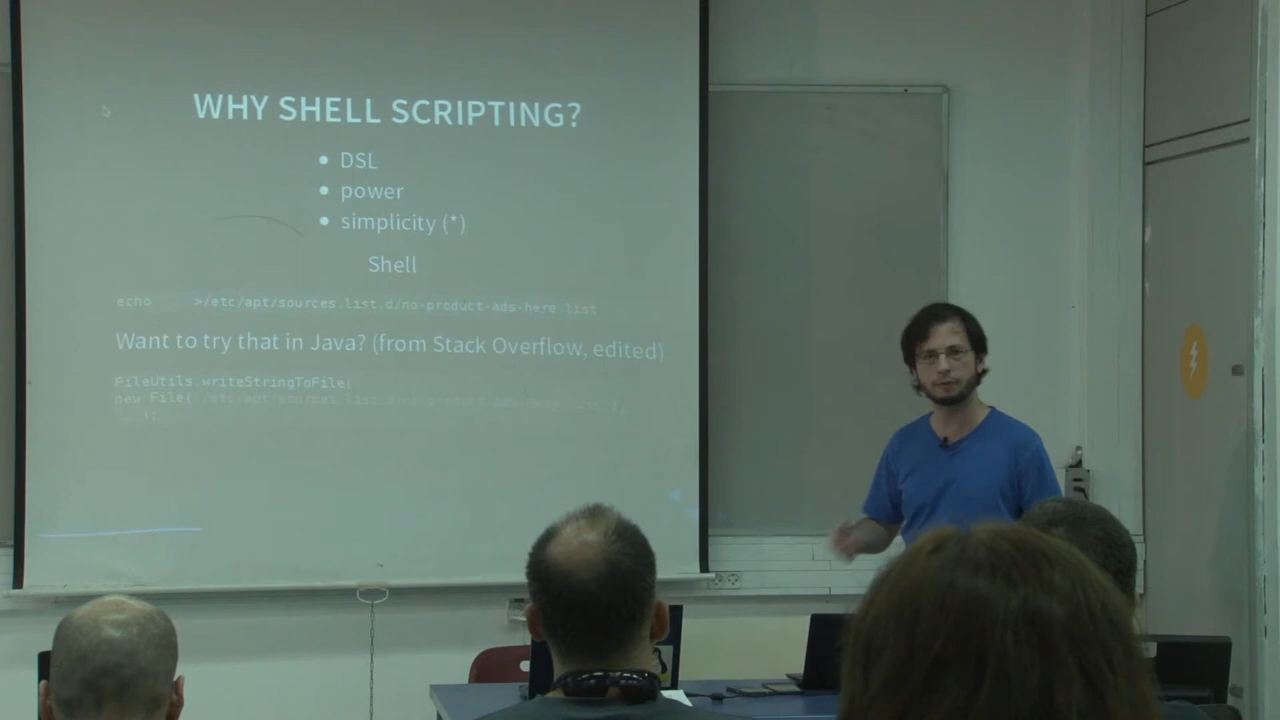 WHY SHELL SCRIPTING?
• DSL
• power
• simplicity (*)
Shell
echo >/etc/apt/sources.list.d/no-product-ads-here.list
Want to try that in Java? (from Stack Overflow, edited)
FileUtils.writeStringToFile(
new File(
);